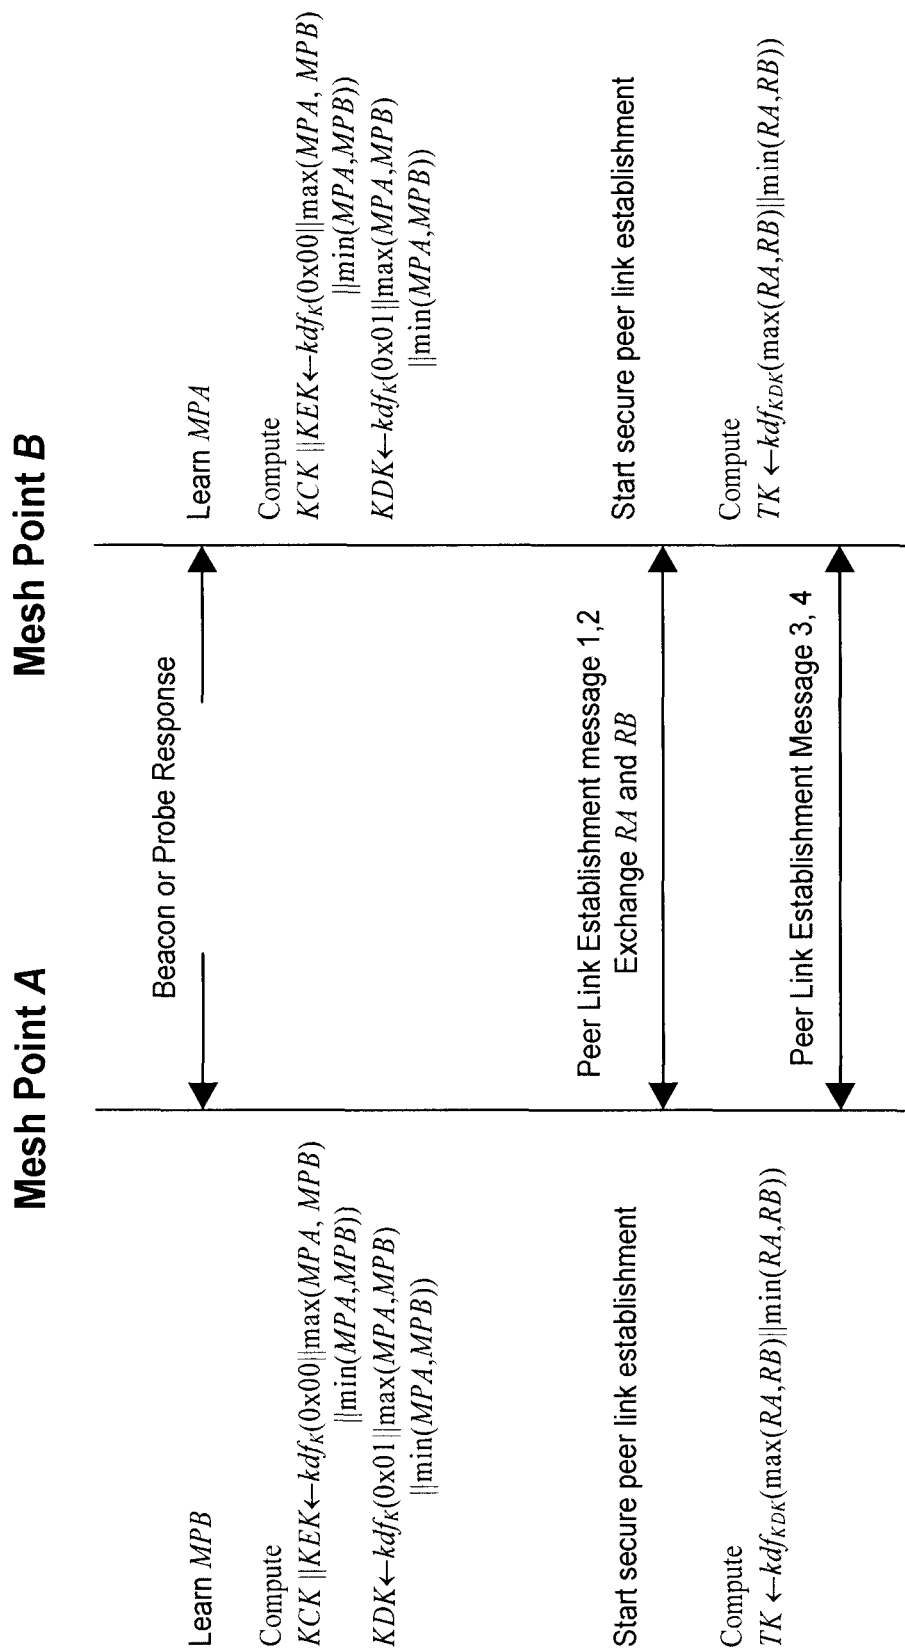 Mesh Point A
Mesh Point B
Beacon or Probe Response
Learn MPB
Learn MPA
Compute
KCK ||KEK←kdfK(0x00||max(MPA, MPB)
||min(MPA,MPB))
KDK←kdfK(0x01||max(MPA,MPB)
||min(MPA,MPB))
Compute
KCK ||KEK←kdfK(0x00||max(MPA, MPB)
||min(MPA,MPB))
KDK←kdfK(0x01||max(MPA,MPB)
||min(MPA,MPB))
Start secure peer link establishment
Peer Link Establishment message 1,2
Exchange RA and RB
Start secure peer link establishment
Compute
TK ←kdfKDK(max(RA,RB)||min(RA,RB))
Compute
TK ←kdfKDK(max(RA,RB)||min(RA,RB))
Peer Link Establishment Message 3, 4